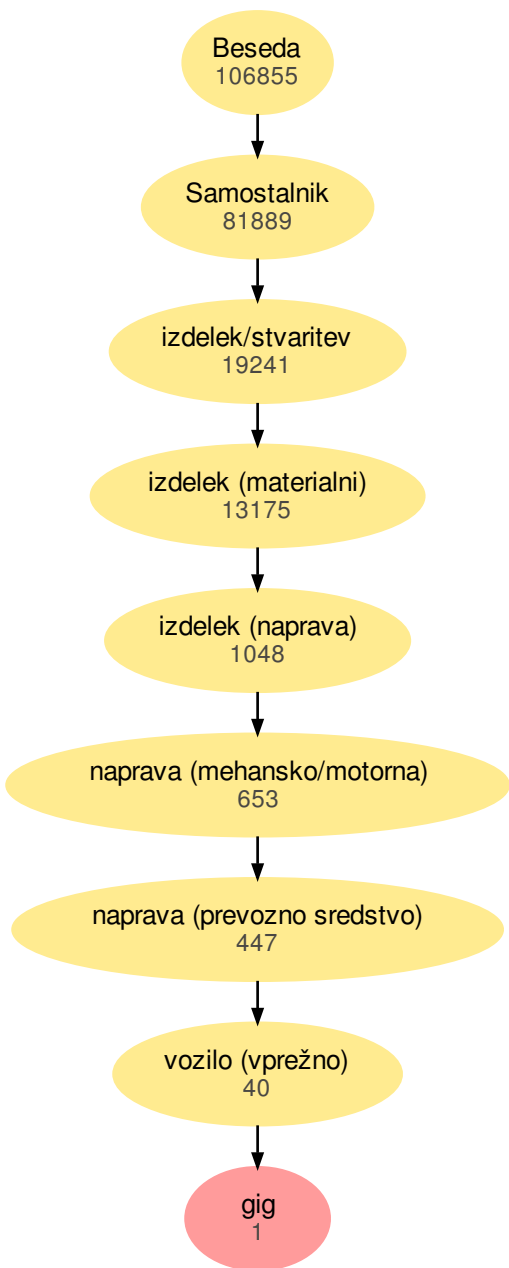 Beseda
106855
Samostalnik
81889
izdelek/stvaritev
19241
izdelek (materialni)
13175
izdelek (naprava)
1048
naprava (mehansko/motorna)
653
naprava (prevozno sredstvo)
447
vozilo (vprežno)
40
gig
1